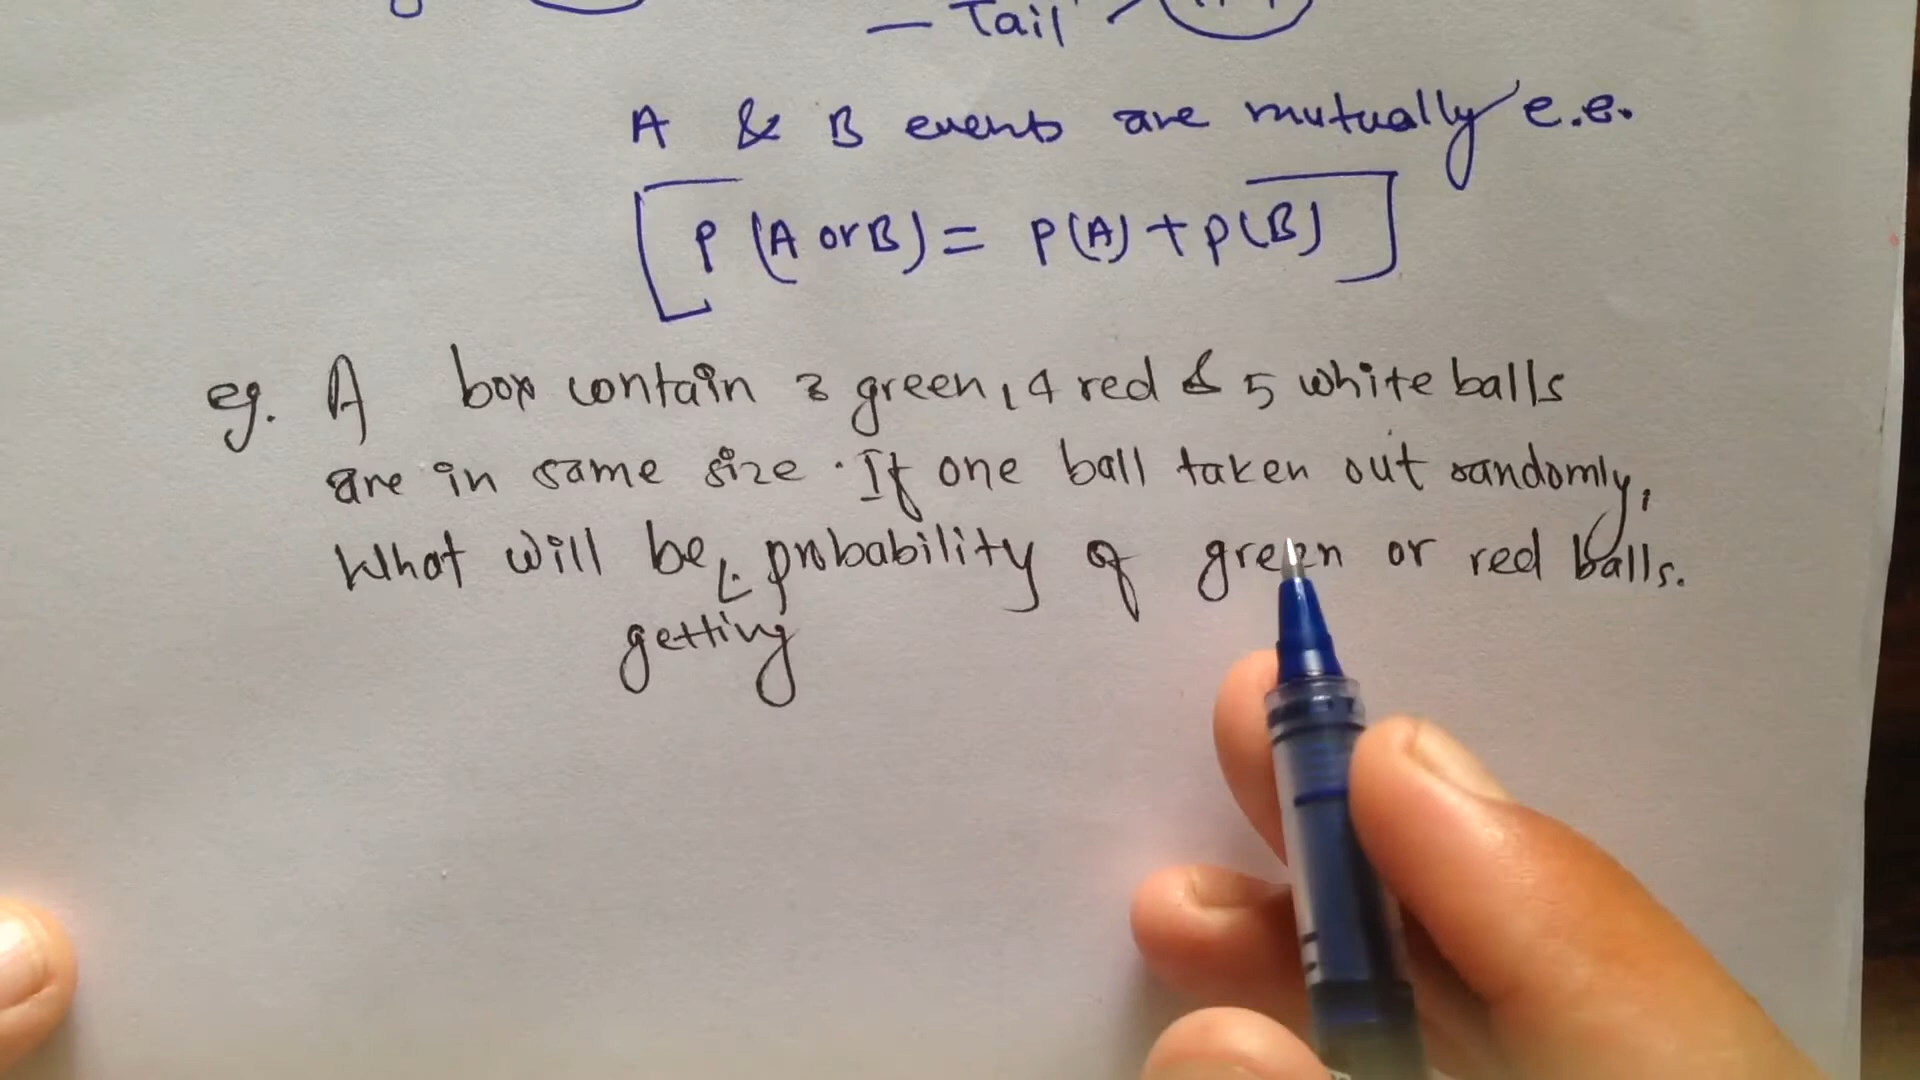 — Tail
A & B events are mutually e.e.
[P(A or B) = P(A) + P(B)]
eg. A box contain 3 green, 4 red & 5 white balls
are in same size. If one ball taken out randomly,
What will be probability of green or red balls.
getting